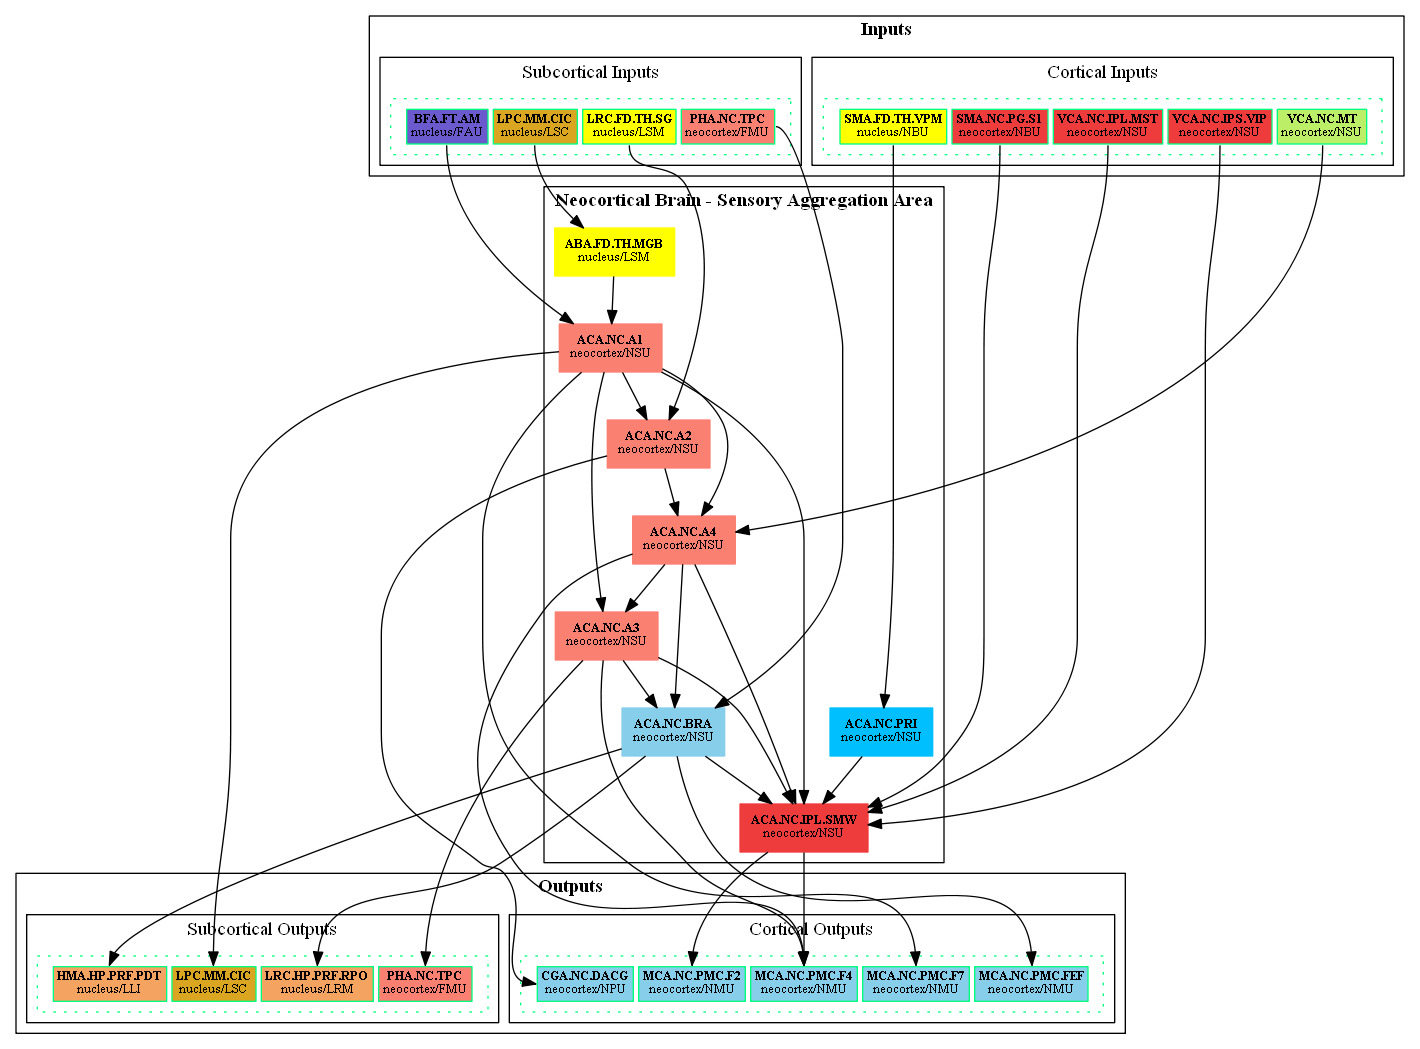 Inputs
Subcortical Inputs
Cortical Inputs
BFA.FT.AM
nucleus/FAU
LPC.MM.CIC
nucleus/LSC
LRC.FD.TH.SG
nucleus/LSM
PHA.NC.TPC
neocortex/FMU
SMA.FD.TH.VPM
nucleus/NBU
SMA.NC.PG.S1
neocortex/NBU
VCA.NC.IPL.MST
neocortex/NSU
VCA.NC.IPS.VIP
neocortex/NSU
VCA.NC.MT
neocortex/NSU
Neocortical Brain - Sensory Aggregation Area
ABA.FD.TH.MGB
nucleus/LSM
ACA.NC.A1
neocortex/NSU
ACA.NC.A2
neocortex/NSU
ACA.NC.A4
neocortex/NSU
ACA.NC.A3
neocortex/NSU
ACA.NC.BRA
neocortex/NSU
ACA.NC.PRI
neocortex/NSU
ACA.NC.IPL.SMW
neocortex/NSU
Outputs
Subcortical Outputs
Cortical Outputs
HMA.HP.PRF.PDT
nucleus/LLI
LPC.MM.CIC
nucleus/LSC
LRC.HP.PRF.RPO
nucleus/LRM
PHA.NC.TPC
neocortex/FMU
CGA.NC.DACG
neocortex/NPU
MCA.NC.PMC.F2
neocortex/NMU
MCA.NC.PMC.F4
neocortex/NMU
MCA.NC.PMC.F7
neocortex/NMU
MCA.NC.PMC.FEF
neocortex/NMU